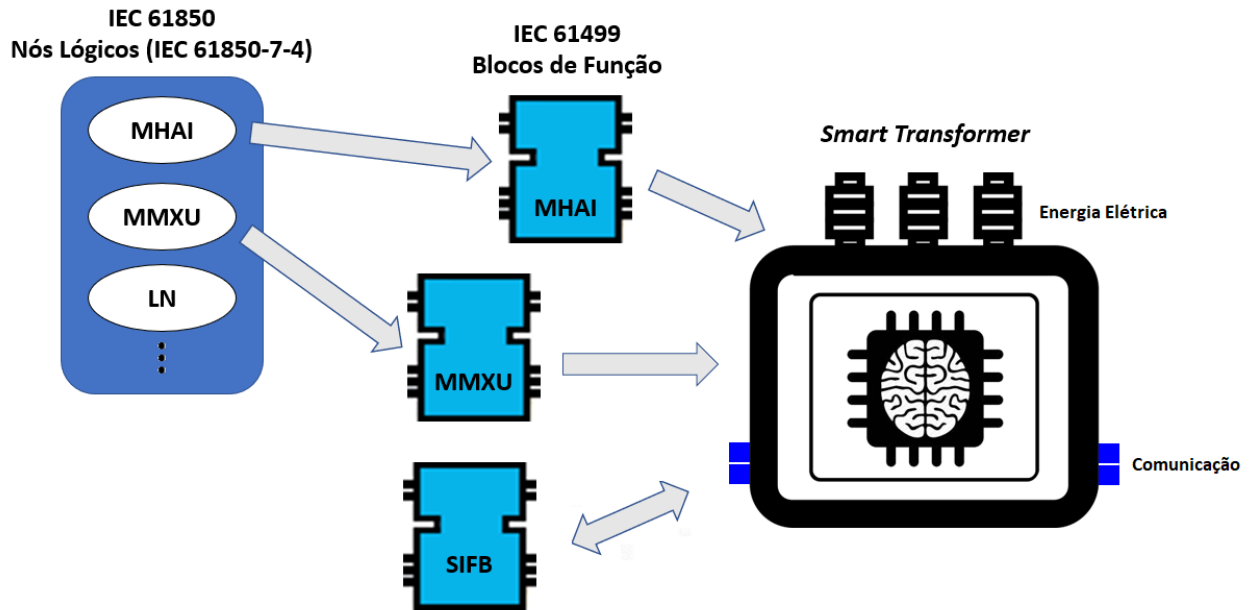 IEC 61850
Nós Lógicos (IEC 61850-7-4)
MHAI
MMXU
LN
IEC 61499
Blocos de Função
MHAI
MMXU
SIFB
Smart Transformer
Energia Elétrica
Comunicação